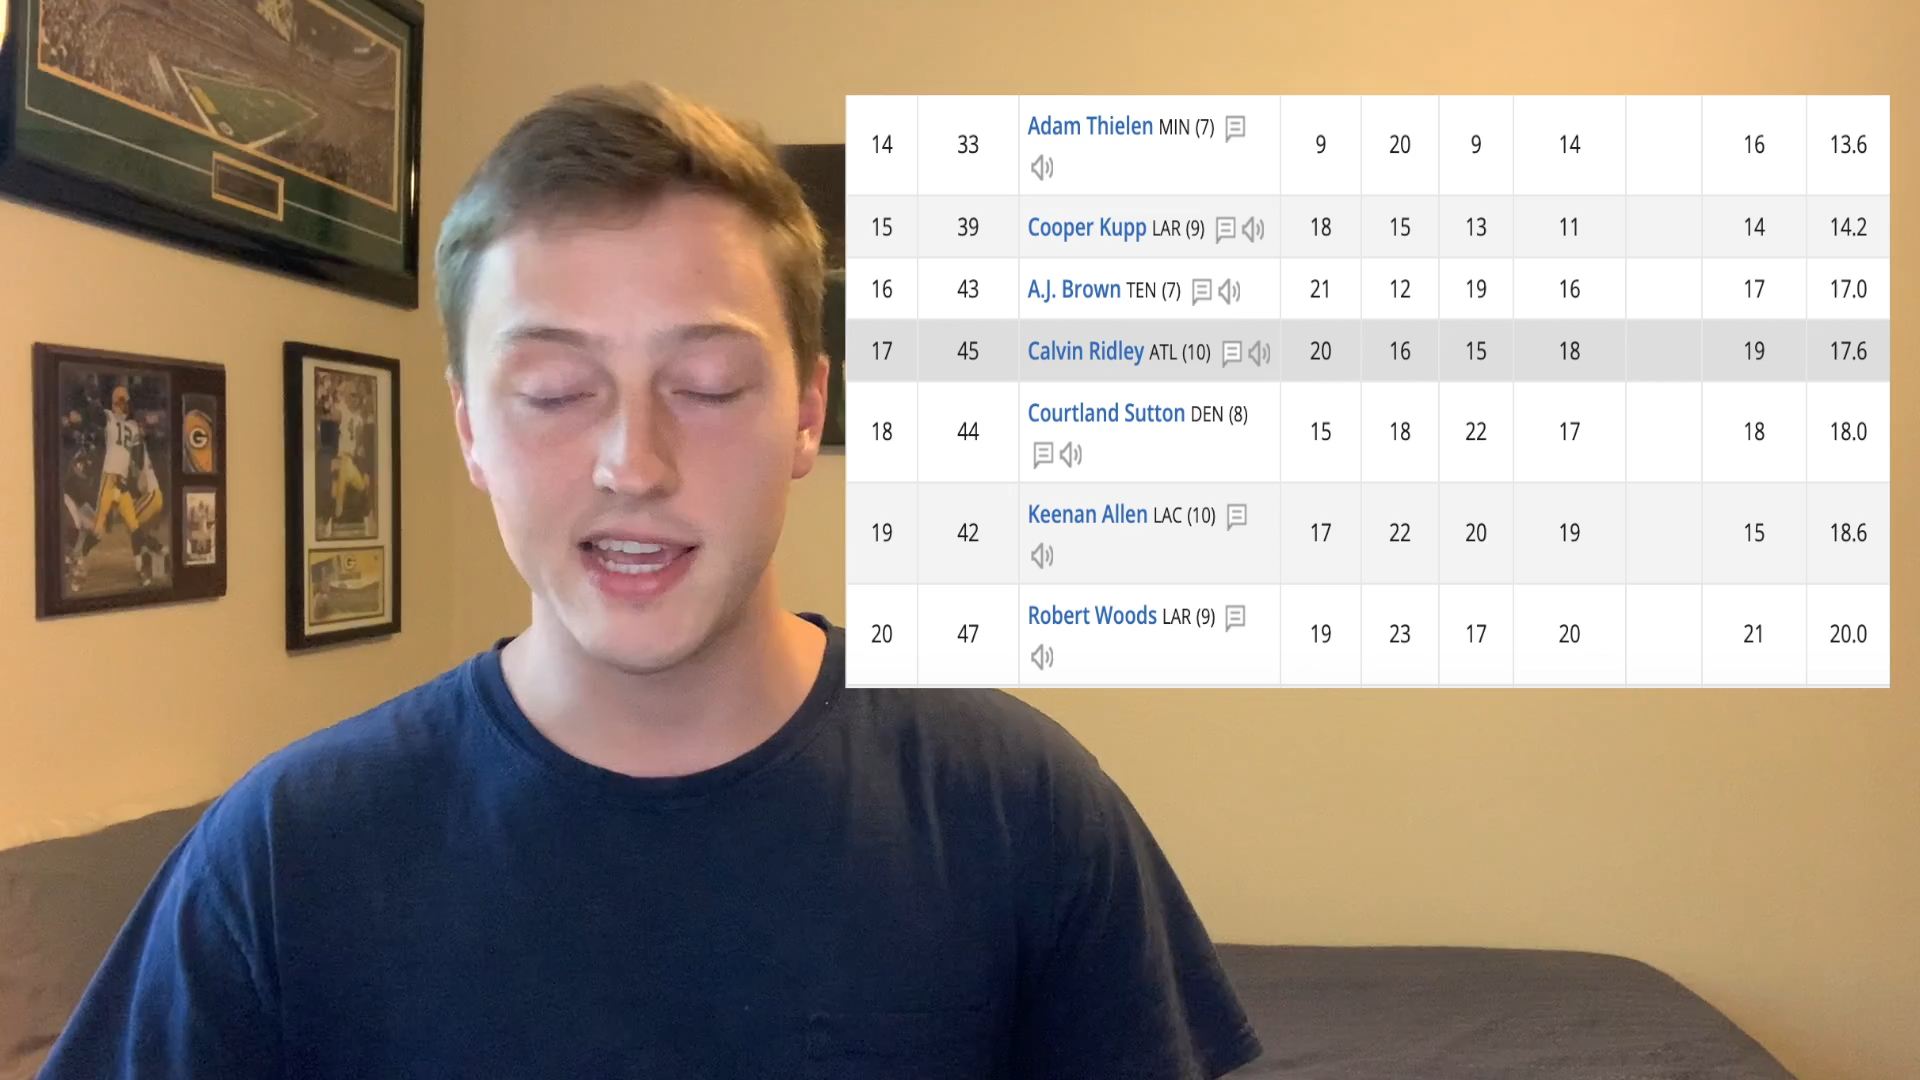 14 33 Adam Thielen MIN (7) 9 20 9 14 16 13.6
15 39 Cooper Kupp LAR (9) 18 15 13 11 14 14.2
16 43 A.J. Brown TEN (7) 21 12 19 16 17 17.0
17 45 Calvin Ridley ATL (10) 20 16 15 18 19 17.6
18 44 Courtland Sutton DEN (8) 15 18 22 17 18 18.0
19 42 Keenan Allen LAC (10) 17 22 20 19 15 18.6
20 47 Robert Woods LAR (9) 19 23 17 20 21 20.0
12
G